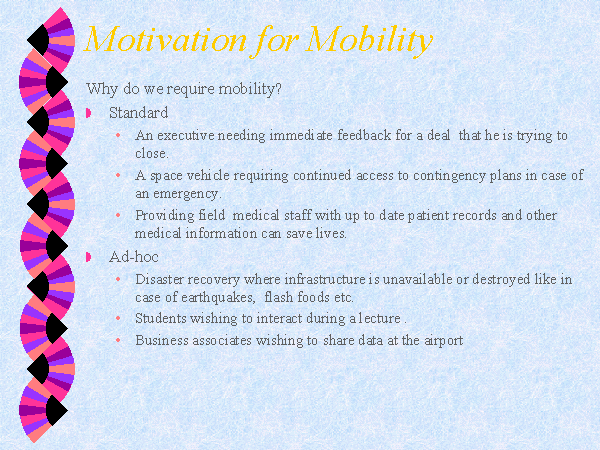 Motivation for Mobility
Why do we require mobility?
Standard
An executive needing immediate feedback for a deal that he is trying to
close.
A space vehicle requiring continued access to contingency plans in case of
an emergency.
Providing field medical staff with up to date patient records and other
medical information can save lives.
Ad-hoc
Disaster recovery where infrastructure is unavailable or destroyed like in
case of earthquakes, flash foods etc.
Students wishing to interact during a lecture .
Business associates wishing to share data at the airport